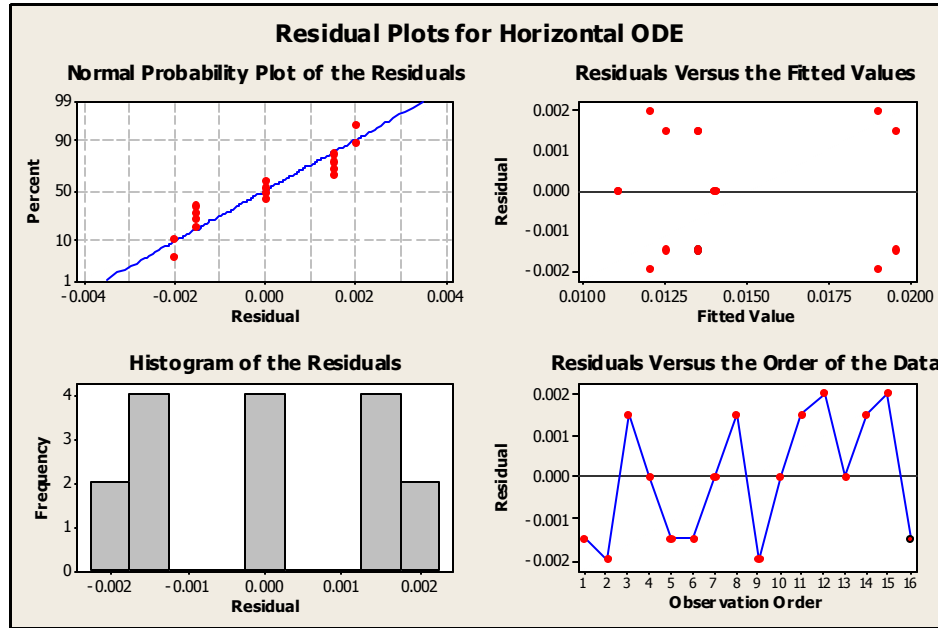 Residual Plots for Horizontal ODE
Normal Probability Plot of the Residuals
99
90
50
10
1
Percent
-0.004
-0.002
0.000
0.002
0.004
Residual
Residuals Versus the Fitted Values
0.002
0.001
0.000
-0.001
-0.002
Residual
0.0100
0.0125
0.0150
0.0175
0.0200
Fitted Value
Histogram of the Residuals
4
3
2
1
0
Frequency
-0.002
-0.001
0.000
0.001
0.002
Residual
Residuals Versus the Order of the Data
0.002
0.001
0.000
-0.001
-0.002
Residual
1 2 3 4 5 6 7 8 9 10 11 12 13 14 15 16
Observation Order